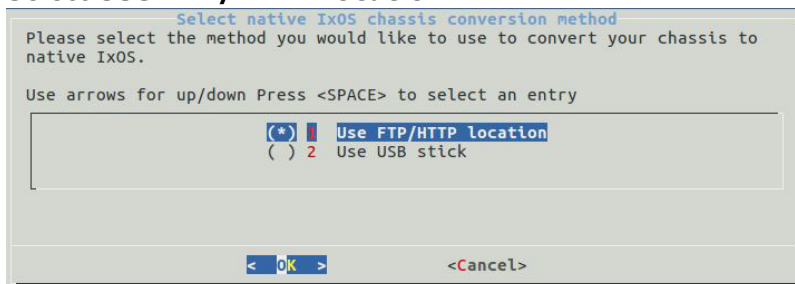 Select native IxOS chassis conversion method
Please select the method you would like to use to convert your chassis to
native IxOS.
Use arrows for up/down Press <SPACE> to select an entry
(*) 1 Use FTP/HTTP location
( ) 2 Use USB stick
< OK > <Cancel>